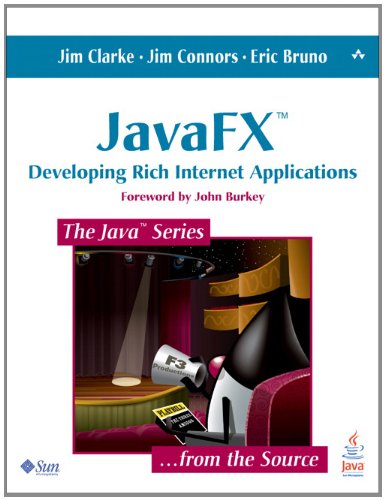 Jim Clarke • Jim Connors • Eric Bruno
JavaFX™
Developing Rich Internet Applications
Foreword by John Burkey
The Java™ Series
F3
Productions
PLAYBILL
...from the Source
Sun
Java